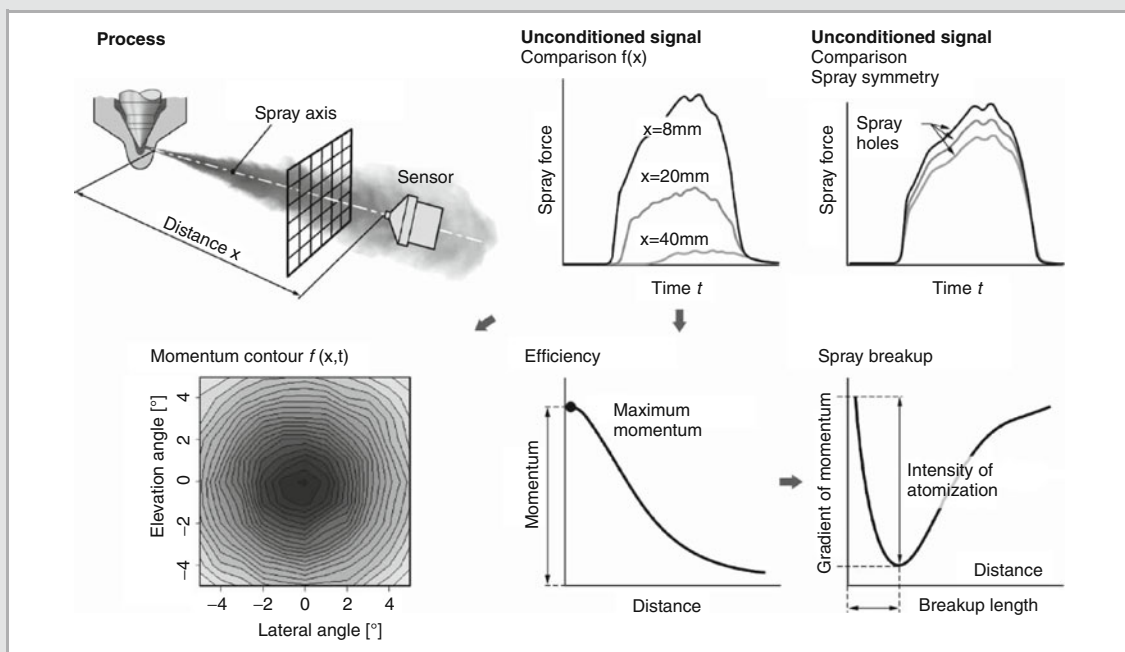 Process
Spray axis
Sensor
Distance x
Unconditioned signal
Comparison f(x)
Spray force
x=8mm
x=20mm
x=40mm
Time t
Unconditioned signal
Comparison
Spray symmetry
Spray force
Spray
holes
Time t
Momentum contour f (x,t)
Elevation angle [°]
4
2
0
−2
−4
−4 −2 0 2 4
Lateral angle [°]
Efficiency
Momentum
Maximum
momentum
Distance
Spray breakup
Gradient of momentum
Intensity of
atomization
Distance
Breakup length